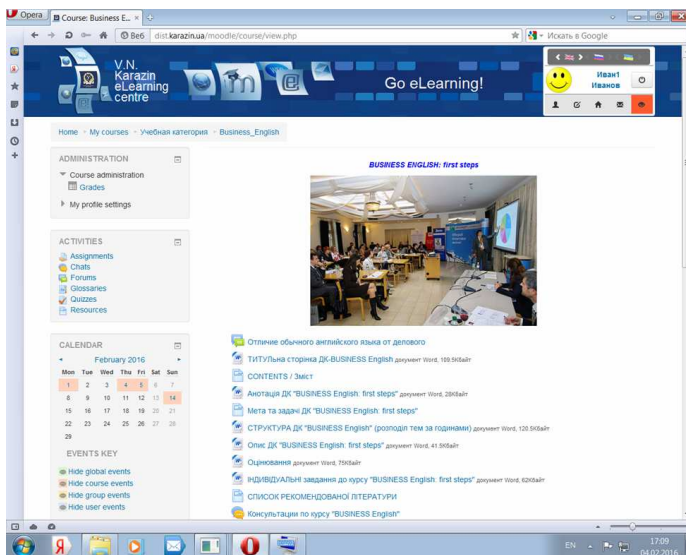 Opera
Course: Business E...
Веб
dist.karazin.ua/moodle/course/view.php
Искать в Google
V.N.
Karazin
eLearning
centre
Go eLearning!
Иван1
Иванов
Home
My courses
Учебная категория
Business_English
ADMINISTRATION
Course administration
Grades
My profile settings
ACTIVITIES
Assignments
Chats
Forums
Glossaries
Quizzes
Resources
CALENDAR
February 2016
Mon Tue Wed Thu Fri Sat Sun
1 2 3 4 5 6 7
8 9 10 11 12 13 14
15 16 17 18 19 20 21
22 23 24 25 26 27 28
29
EVENTS KEY
Hide global events
Hide course events
Hide group events
Hide user events
BUSINESS ENGLISH: first steps
Отличие обычного английского языка от делового
ТИТУЛьна сторінка ДК-BUSINESS English документ Word, 109.5Кбайт
CONTENTS / Зміст
Анотація ДК "BUSINESS English: first steps" документ Word, 28Кбайт
Мета та задачі ДК "BUSINESS English: first steps"
СТРУКТУРА ДК "BUSINESS English: first steps" (розподіл тем за годинами) документ Word, 120.5Кбайт
Опис ДК "BUSINESS English: first steps" документ Word, 41.5Кбайт
Оцінювання документ Word, 75Кбайт
ІНДИВІДУАЛЬНІ завдання до курсу "BUSINESS English: first steps" документ Word, 62Кбайт
СПИСОК РЕКОМЕНДОВАНОЇ ЛІТЕРАТУРИ
Консультации по курсу "BUSINESS English"
EN
17:09
04.02.2016